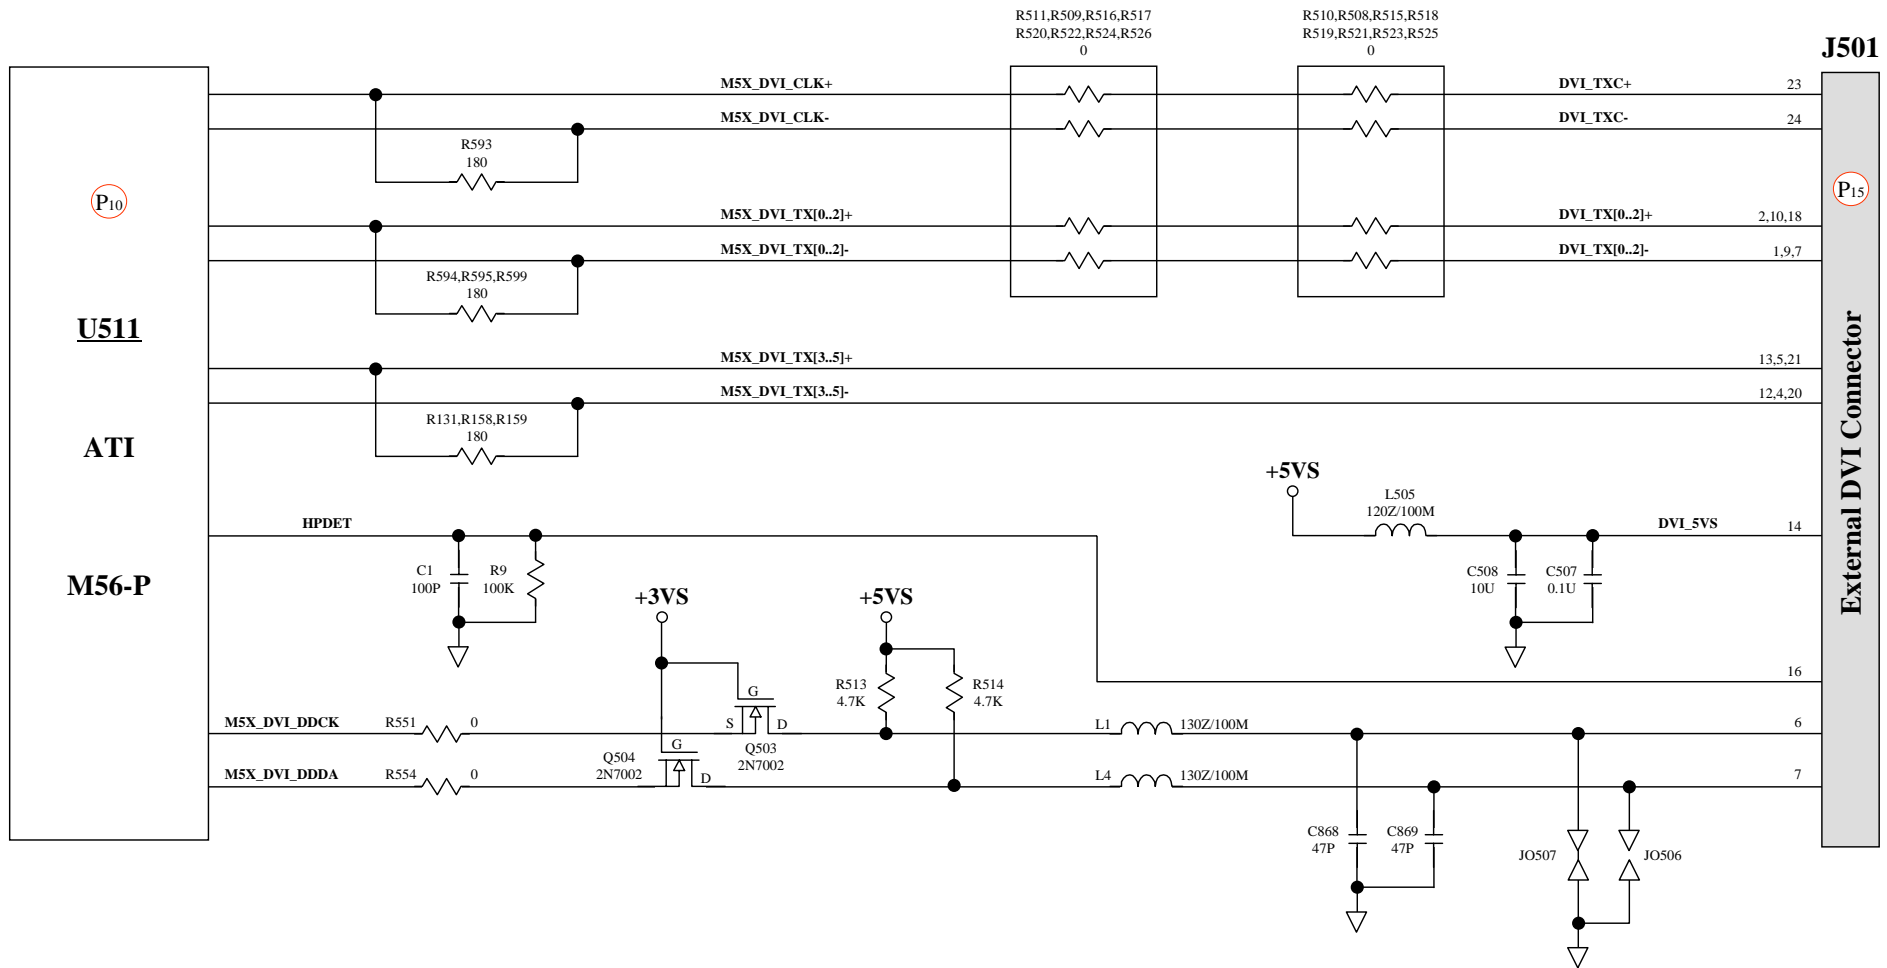 R511,R509,R516,R517
R520,R522,R524,R526
0
R510,R508,R515,R518
R519,R521,R523,R525
0
J501
M5X_DVI_CLK+
DVI_TXC+
23
M5X_DVI_CLK-
DVI_TXC-
24
R593
180
P10
P15
M5X_DVI_TX[0..2]+
DVI_TX[0..2]+
2,10,18
M5X_DVI_TX[0..2]-
DVI_TX[0..2]-
1,9,7
R594,R595,R599
180
U511
ATI
M56-P
External DVI Connector
M5X_DVI_TX[3..5]+
13,5,21
M5X_DVI_TX[3..5]-
12,4,20
R131,R158,R159
180
+5VS
L505
120Z/100M
HPDET
DVI_5VS
14
C1
100P
R9
100K
C508
10U
C507
0.1U
+3VS
+5VS
16
R513
4.7K
R514
4.7K
G
S
D
Q503
2N7002
M5X_DVI_DDCK
R551
0
L1
130Z/100M
6
G
D
Q504
2N7002
M5X_DVI_DDDA
R554
0
L4
130Z/100M
7
C868
47P
C869
47P
JO507
JO506